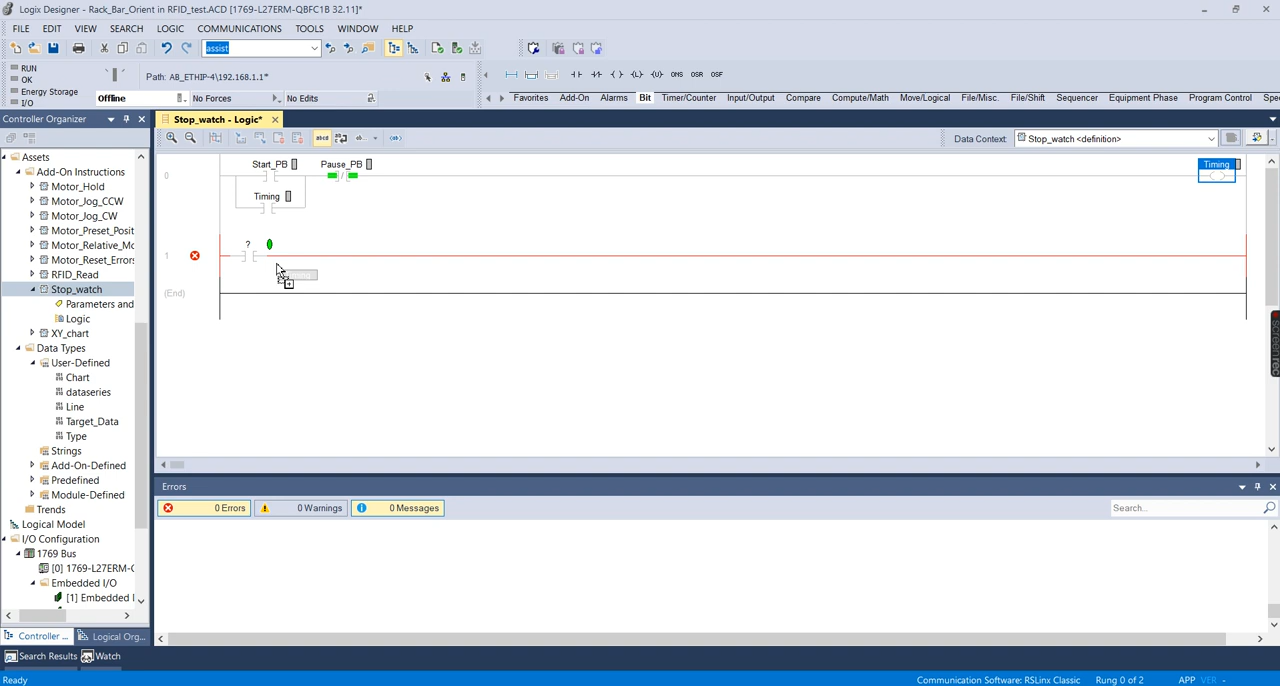 Logix Designer - Rack_Bar_Orient in RFID_test.ACD [1769-L27ERM-QBFC1B 32.11]*
FILE EDIT VIEW SEARCH LOGIC COMMUNICATIONS TOOLS WINDOW HELP
assist
RUN
OK
Energy Storage
I/O
Path: AB_ETHIP-4\192.168.1.1*
Offline No Forces No Edits
ONS OSR OSF
Favorites Add-On Alarms Bit Timer/Counter Input/Output Compare Compute/Math Move/Logical File/Misc. File/Shift Sequencer Equipment Phase Program Control Spe
Controller Organizer
Stop_watch - Logic*
Data Context: Stop_watch <definition>
Assets
Add-On Instructions
Motor_Hold
Motor_Jog_CCW
Motor_Jog_CW
Motor_Preset_Posit
Motor_Relative_Mo
Motor_Reset_Errors
RFID_Read
Stop_watch
Parameters and
Logic
XY_chart
Data Types
User-Defined
Chart
dataseries
Line
Target_Data
Type
Strings
Add-On-Defined
Predefined
Module-Defined
Trends
Logical Model
I/O Configuration
1769 Bus
[0] 1769-L27ERM-Q
Embedded I/O
[1] Embedded I
Controller ... Logical Org...
Start_PB Pause_PB Timing
0
Timing
?
1
(End)
Errors
0 Errors 0 Warnings 0 Messages
Search...
Search Results Watch
Ready
Communication Software: RSLinx Classic Rung 0 of 2 APP VER
screenrec